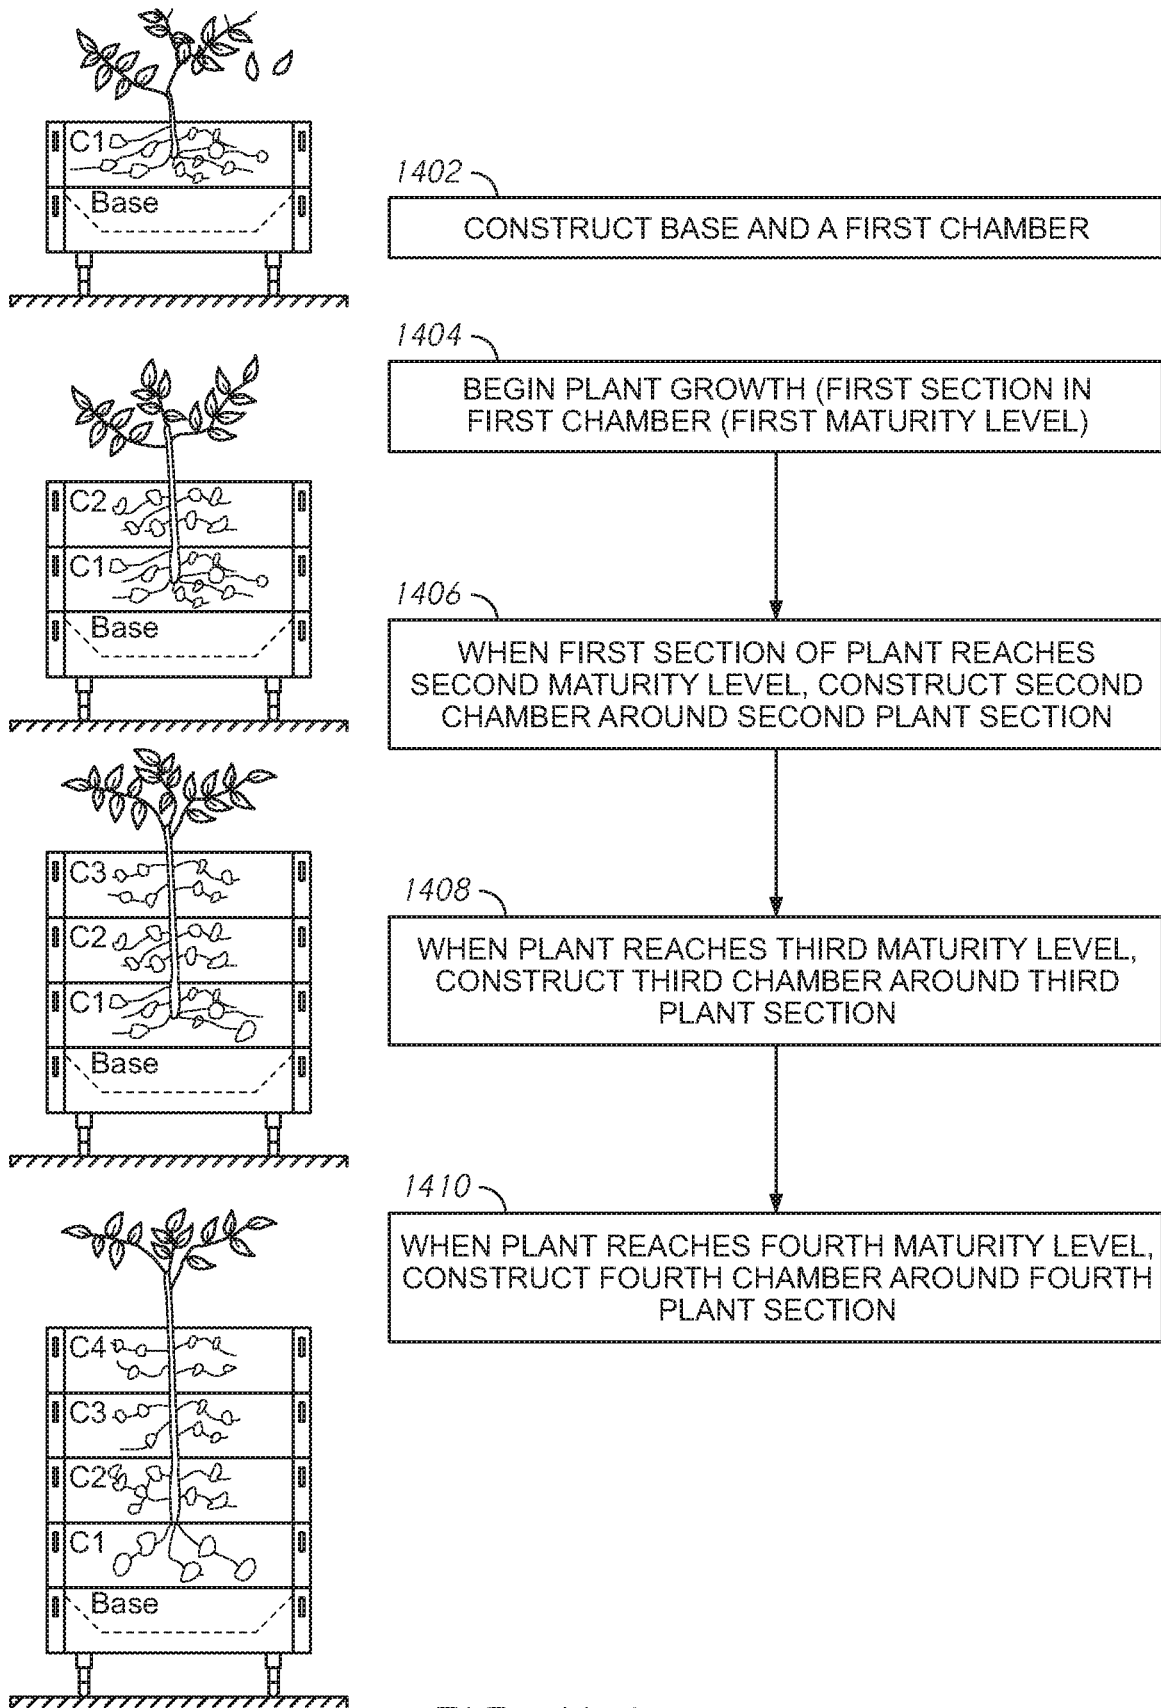 C1
Base
1402
CONSTRUCT BASE AND A FIRST CHAMBER
1404
BEGIN PLANT GROWTH (FIRST SECTION IN
FIRST CHAMBER (FIRST MATURITY LEVEL)
C2
C1
Base
1406
WHEN FIRST SECTION OF PLANT REACHES
SECOND MATURITY LEVEL, CONSTRUCT SECOND
CHAMBER AROUND SECOND PLANT SECTION
C3
C2
C1
Base
1408
WHEN PLANT REACHES THIRD MATURITY LEVEL,
CONSTRUCT THIRD CHAMBER AROUND THIRD
PLANT SECTION
1410
WHEN PLANT REACHES FOURTH MATURITY LEVEL,
CONSTRUCT FOURTH CHAMBER AROUND FOURTH
PLANT SECTION
C4
C3
C2
C1
Base